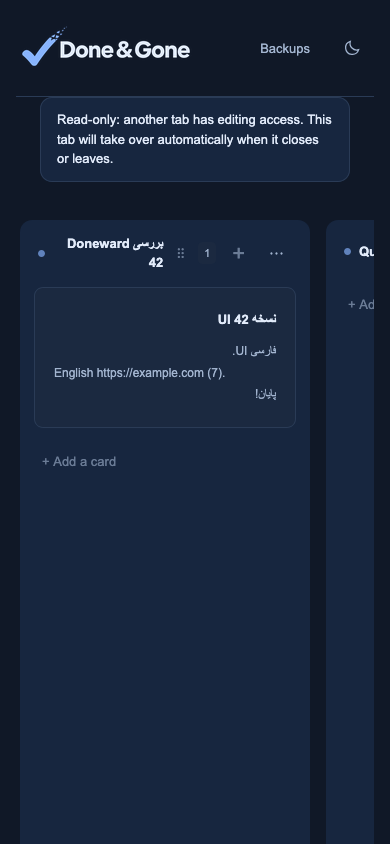 Done & Gone
Backups
Read-only: another tab has editing access. This
tab will take over automatically when it closes
or leaves.
بررسی Doneward
42
1
Qu
نسخه 42 UI
فارسی UI.
English https://example.com (7).
پایان!
+ Add a card
+ Ad